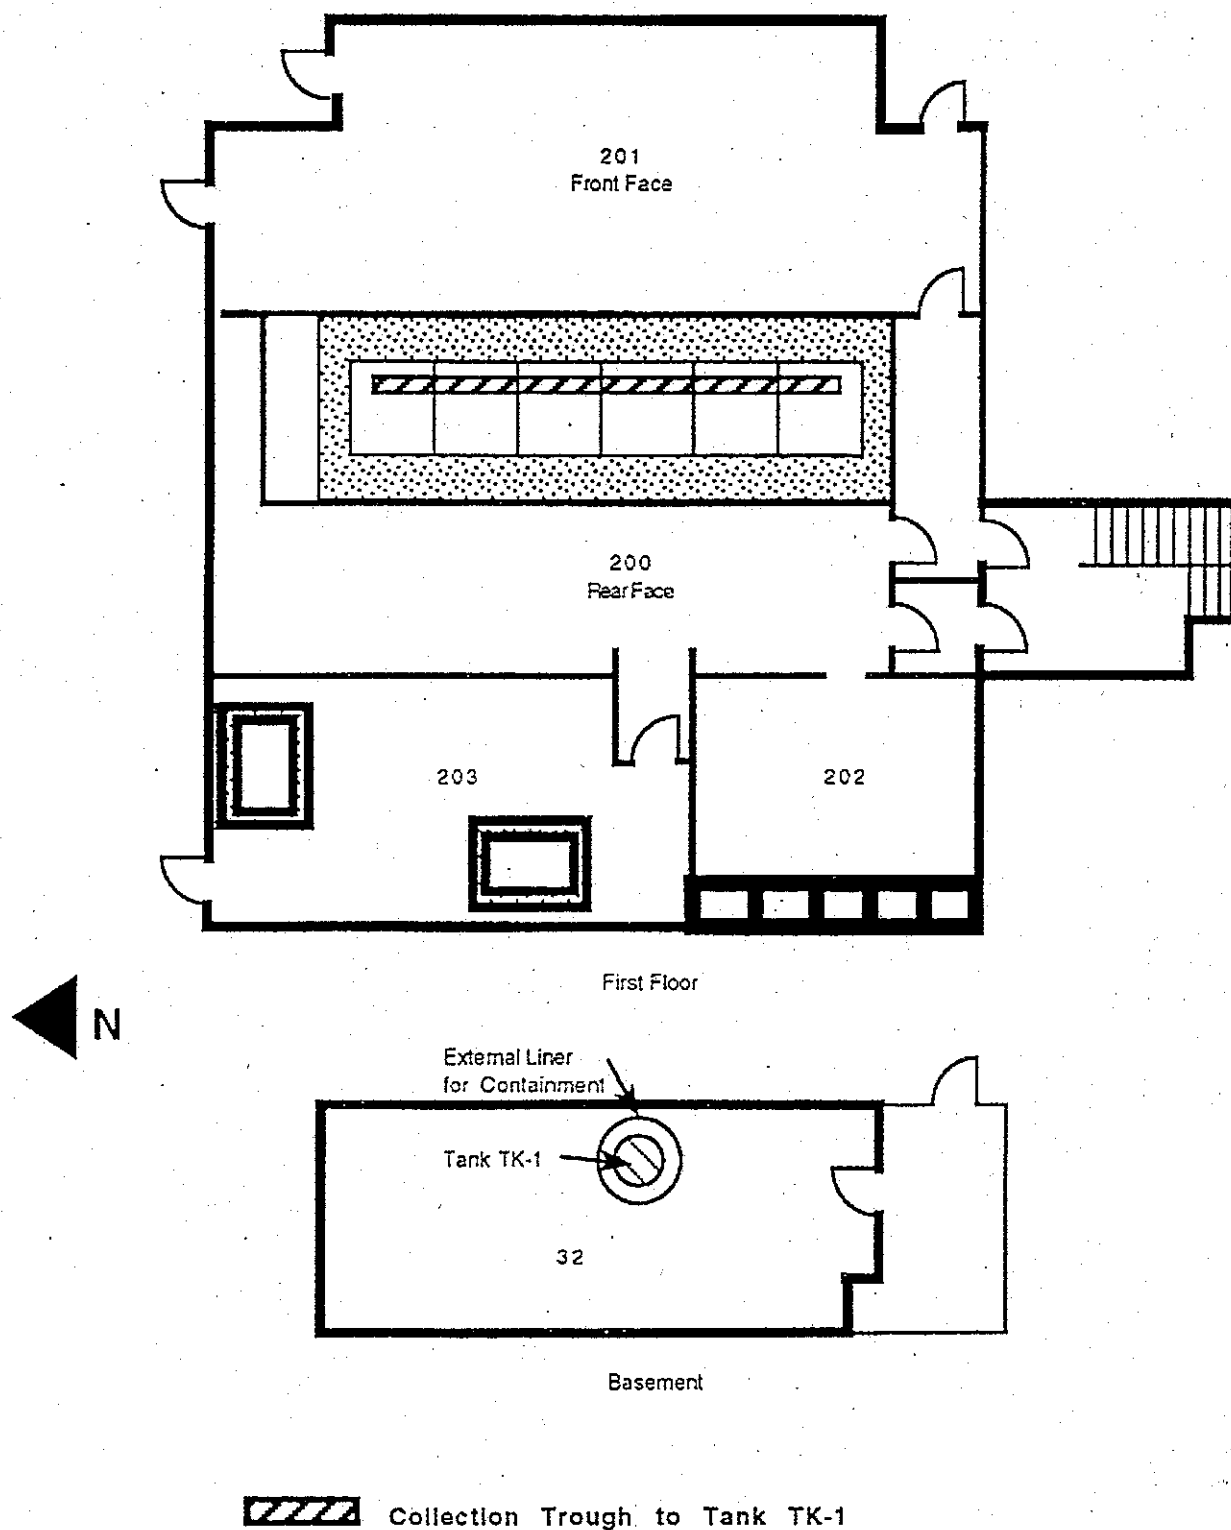 201
Front Face
200
Rear Face
203
202
First Floor
N
External Liner
for Containment
Tank TK-1
32
Basement
Collection Trough to Tank TK-1